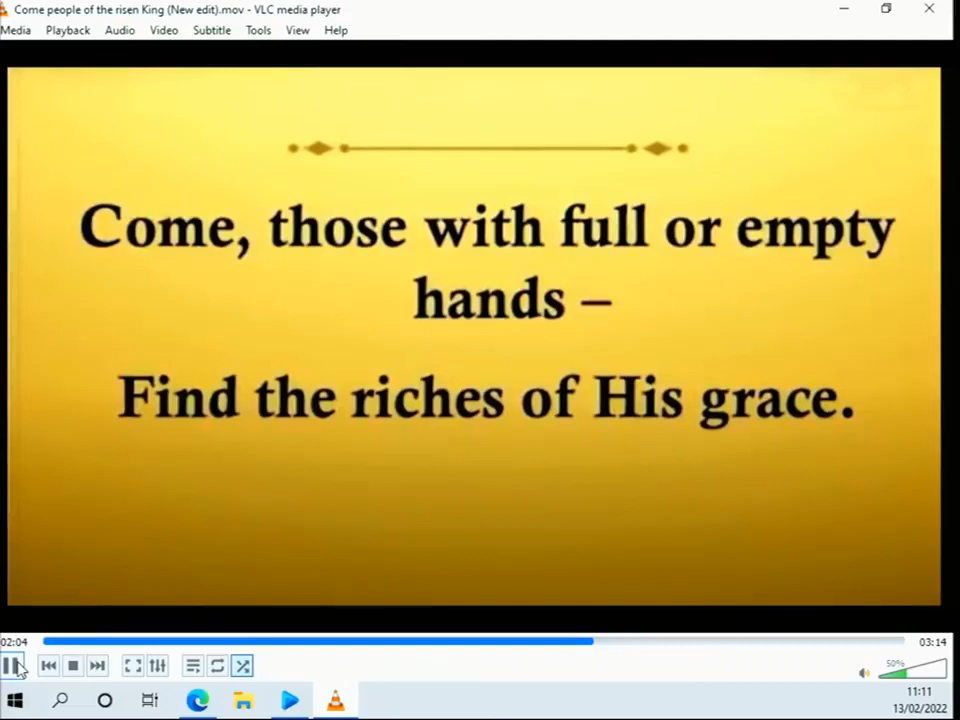 Come people of the risen King (New edit).mov - VLC media player
Media Playback Audio Video Subtitle Tools View Help
Come, those with full or empty
hands –
Find the riches of His grace.
02:04
03:14
50%
11:11
13/02/2022